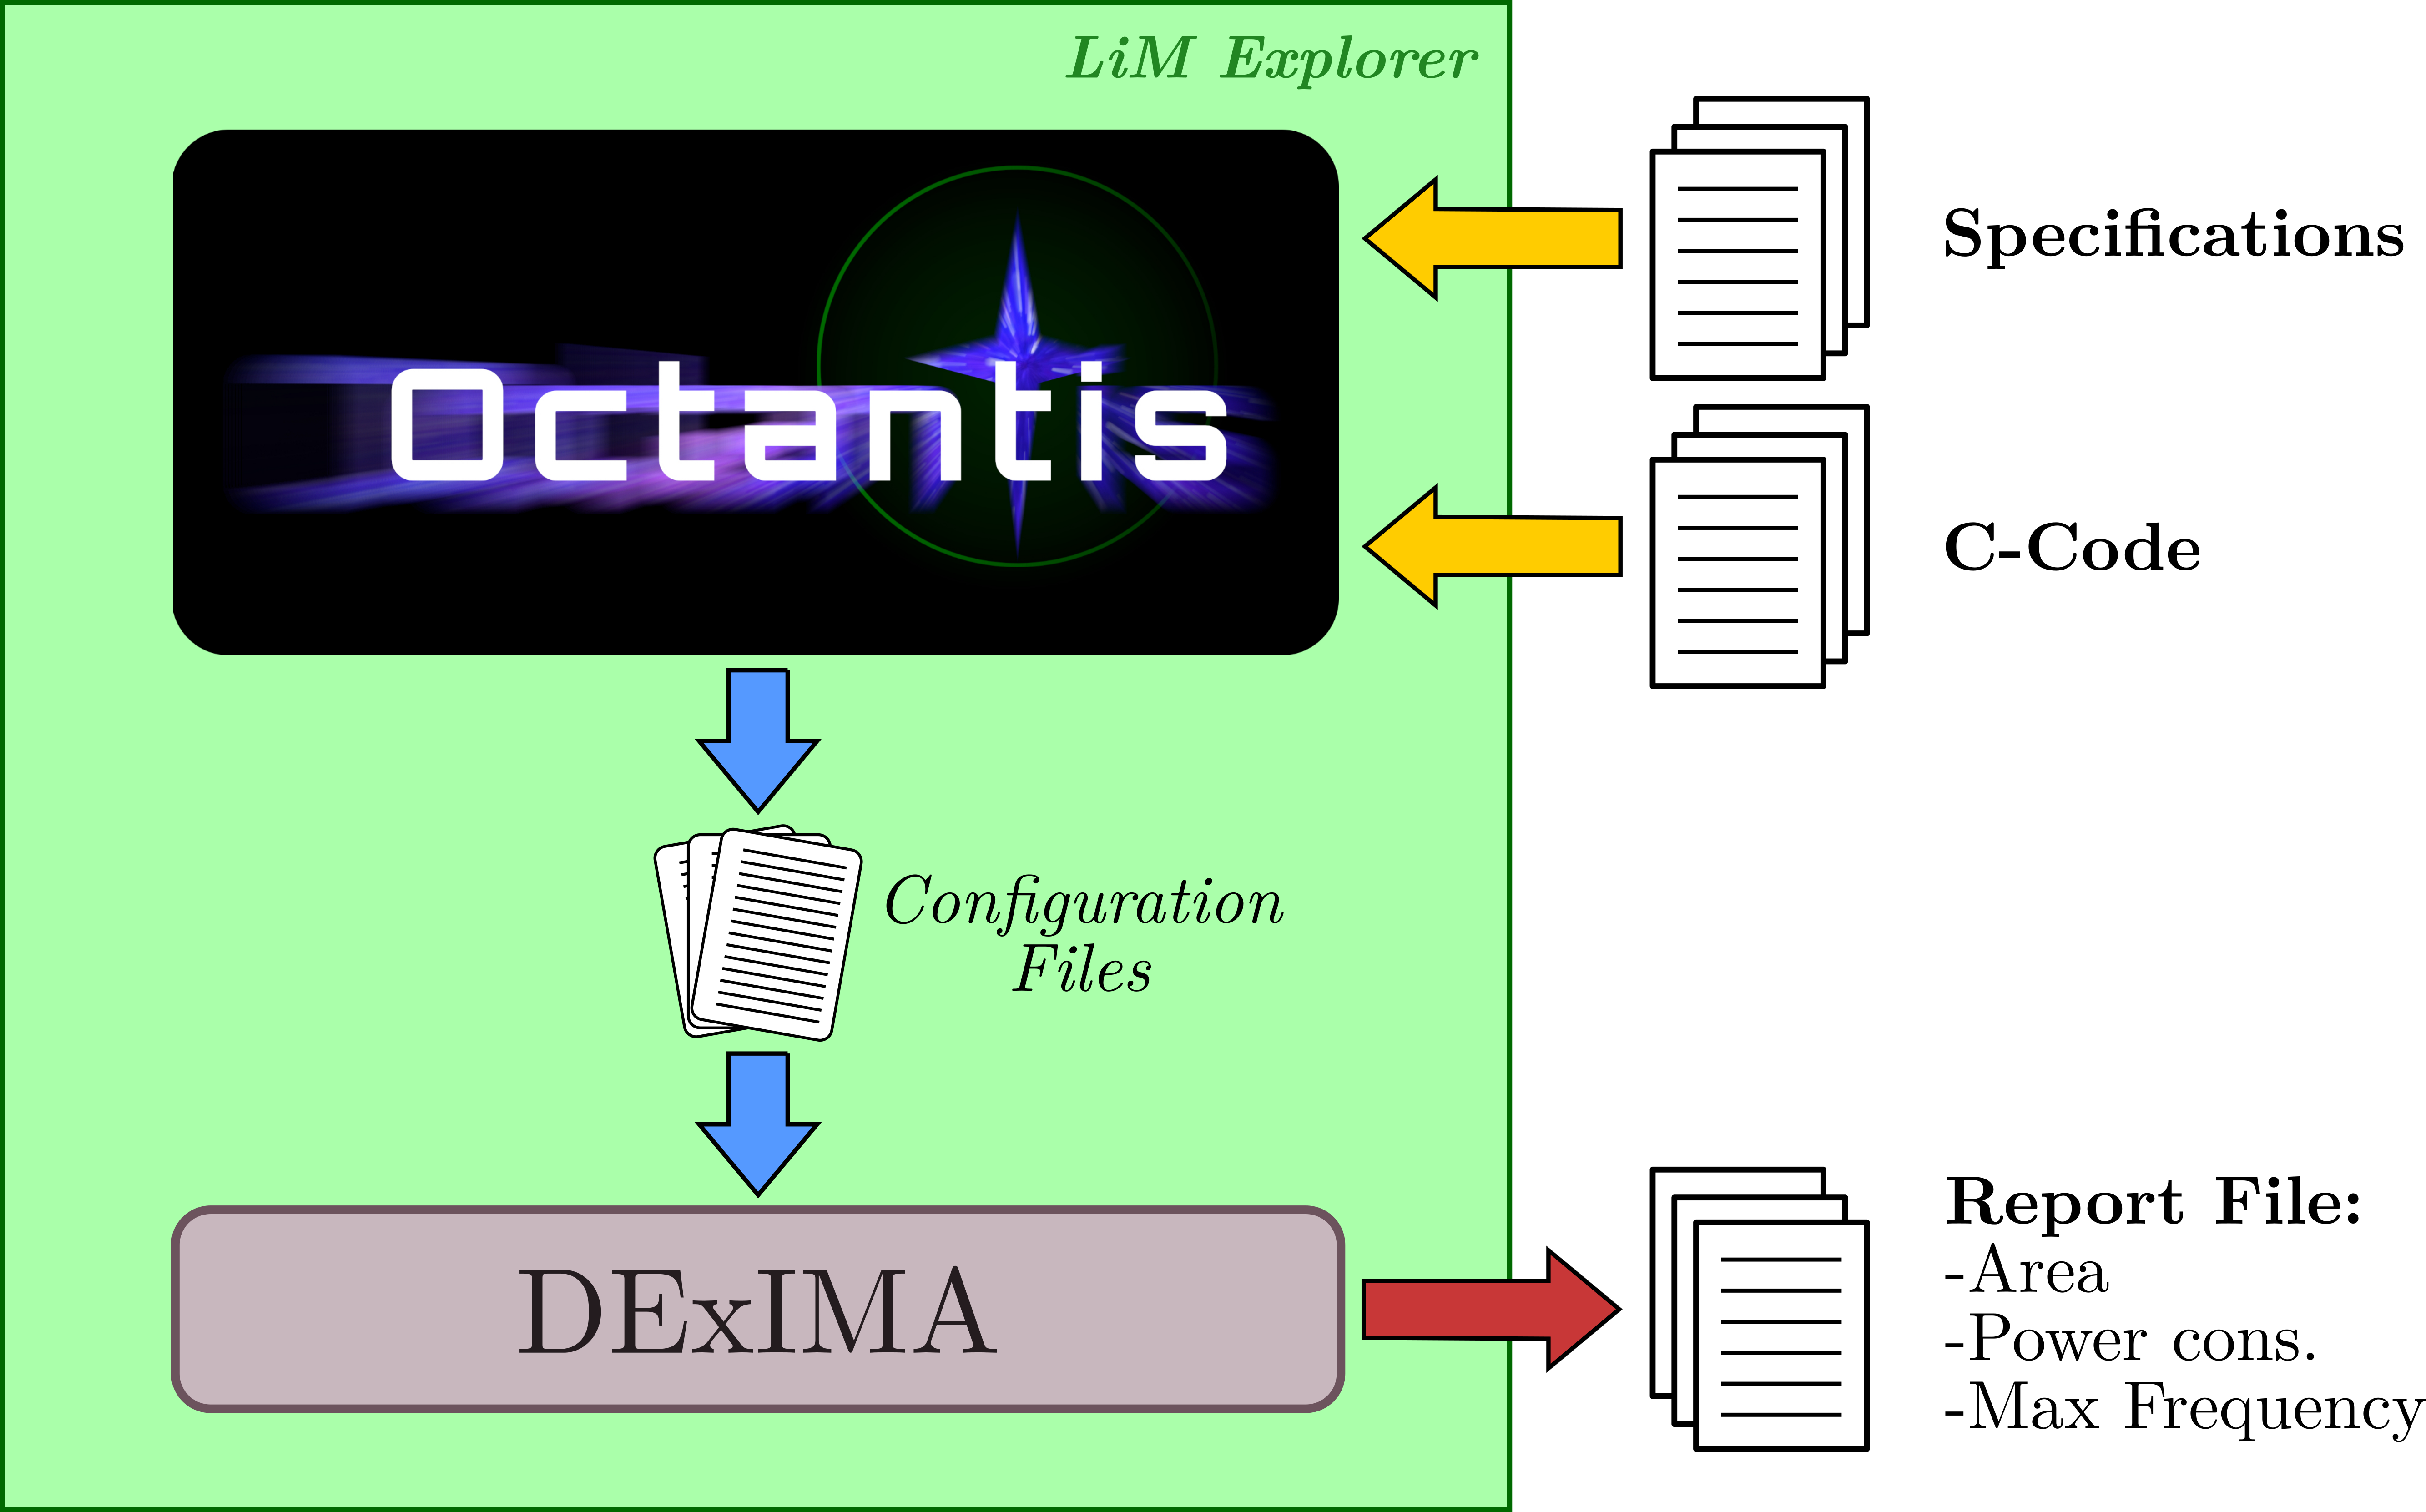 LiM Explorer
Octantis
Specifications
C-Code
Configuration
Files
DExIMA
Report File:
-Area
-Power cons.
-Max Frequency